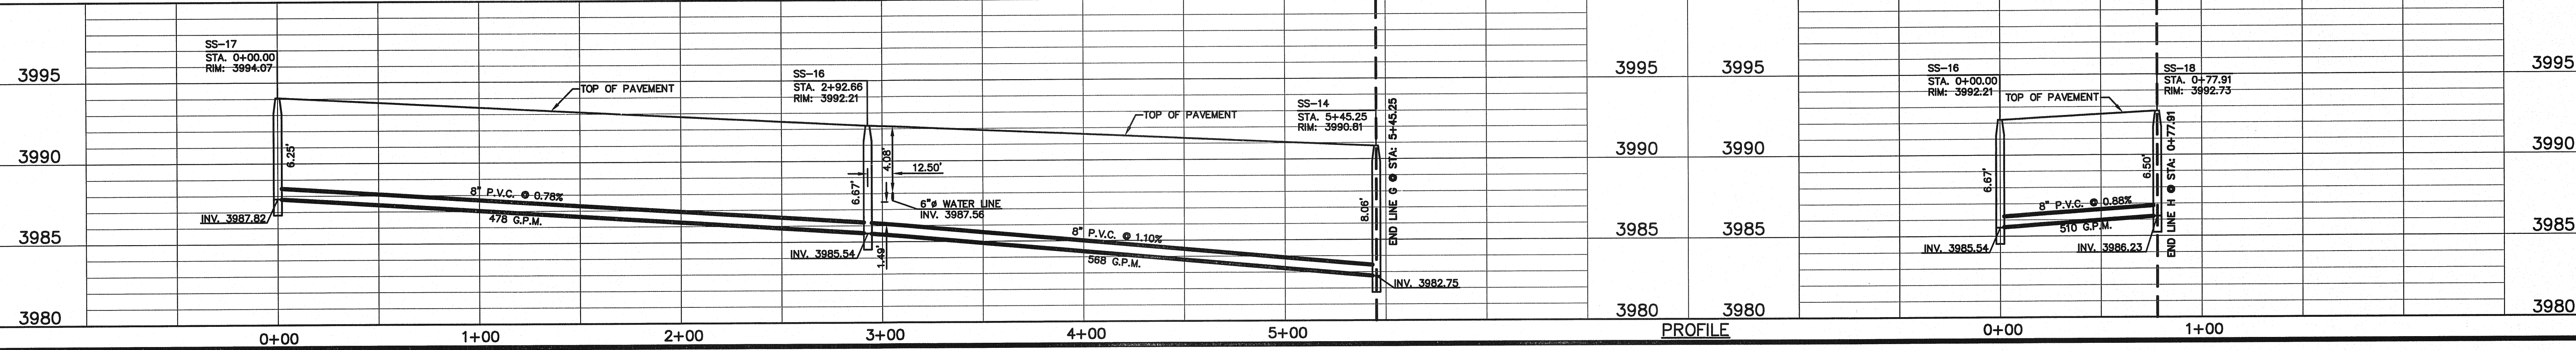 SS-17
STA. 0+00.00
RIM: 3994.07
3995
3990
3985
3980
6.25'
INV. 3987.82
TOP OF PAVEMENT
8" P.V.C. @ 0.78%
478 G.P.M.
SS-16
STA. 2+92.66
RIM: 3992.21
6.67'
4.08'
12.50'
6"ø WATER LINE
INV. 3987.56
INV. 3985.54
1.49'
TOP OF PAVEMENT
8" P.V.C. @ 1.10%
568 G.P.M.
SS-14
STA. 5+45.25
RIM: 3990.81
8.06'
END LINE G @ STA: 5+45.25
INV. 3982.75
0+00
1+00
2+00
3+00
4+00
5+00
3995
3990
3985
3980
PROFILE
3995
3990
3985
3980
SS-16
STA. 0+00.00
RIM: 3992.21
TOP OF PAVEMENT
6.67'
8" P.V.C. @ 0.88%
510 G.P.M.
INV. 3985.54
INV. 3986.23
SS-18
STA. 0+77.91
RIM: 3992.73
6.50'
END LINE H @ STA: 0+77.91
0+00
1+00
3995
3990
3985
3980